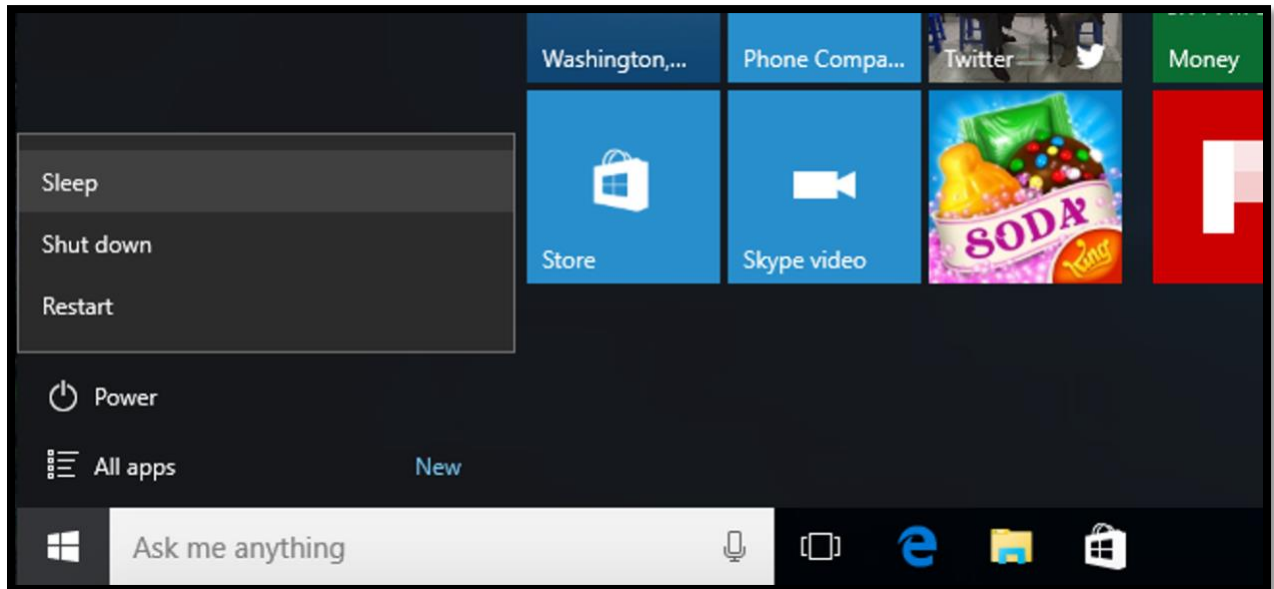 Washington,...
Phone Compa...
Twitter
Money
Sleep
Shut down
Restart
Store
Skype video
SODA
King
Power
All apps
New
Ask me anything